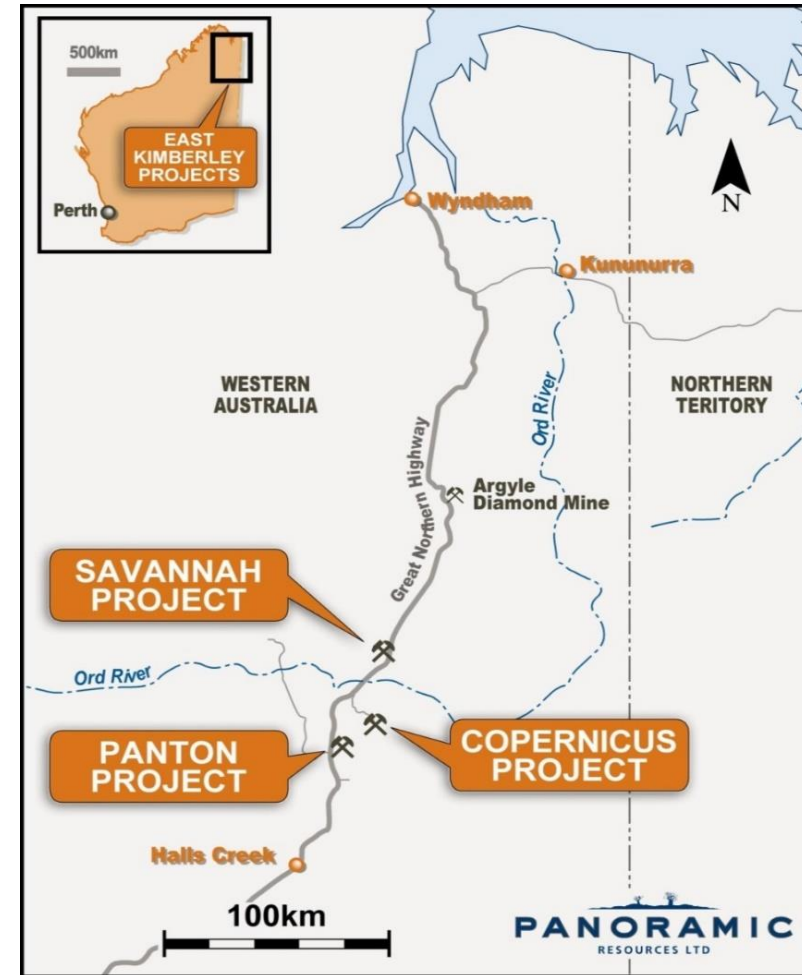 500km
EAST
KIMBERLEY
PROJECTS
Perth
N
Wyndham
Kununurra
WESTERN
AUSTRALIA
NORTHERN
TERITORY
Ord River
Great Northern Highway
Argyle
Diamond Mine
SAVANNAH
PROJECT
Ord River
PANTON
PROJECT
COPERNICUS
PROJECT
Halls Creek
100km
PANORAMIC
RESOURCES LTD